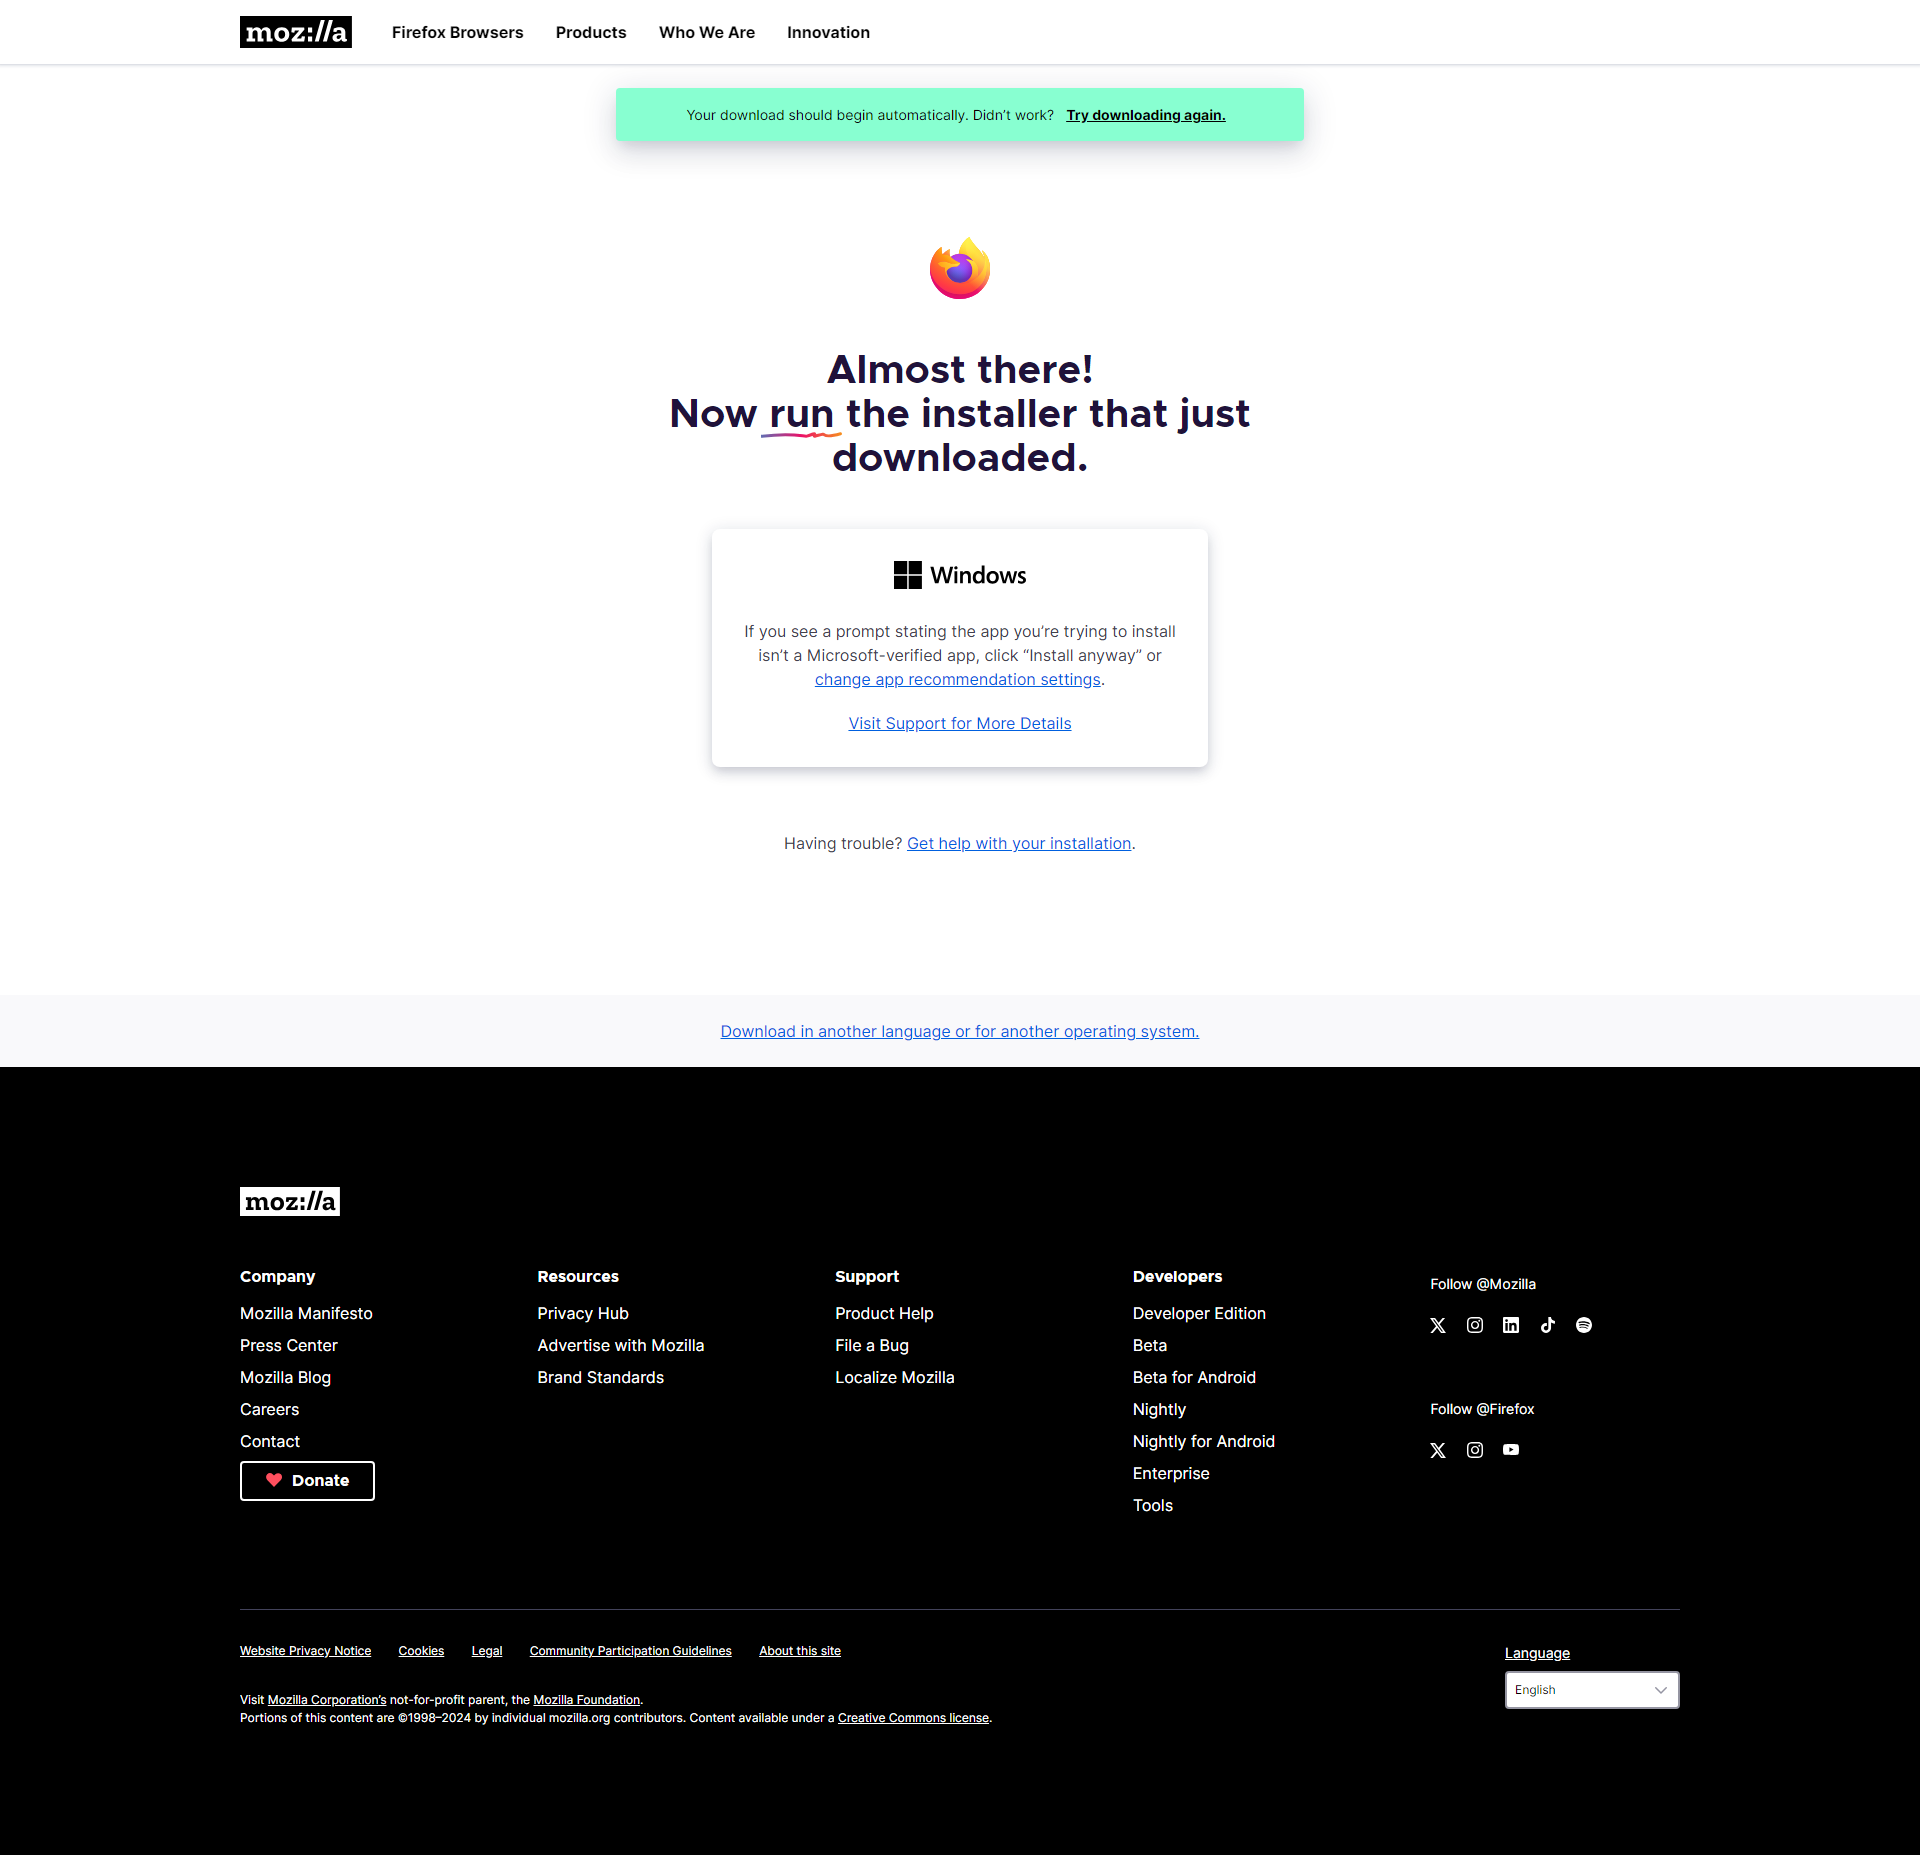 moz://a
Firefox Browsers
Products
Who We Are
Innovation
Your download should begin automatically. Didn’t work? Try downloading again.
Almost there!
Now run the installer that just
downloaded.
Windows
If you see a prompt stating the app you’re trying to install
isn’t a Microsoft-verified app, click “Install anyway” or
change app recommendation settings.
Visit Support for More Details
Having trouble? Get help with your installation.
Download in another language or for another operating system.
moz://a
Company
Mozilla Manifesto
Press Center
Mozilla Blog
Careers
Contact
Donate
Resources
Privacy Hub
Advertise with Mozilla
Brand Standards
Support
Product Help
File a Bug
Localize Mozilla
Developers
Developer Edition
Beta
Beta for Android
Nightly
Nightly for Android
Enterprise
Tools
Follow @Mozilla
Follow @Firefox
Website Privacy Notice
Cookies
Legal
Community Participation Guidelines
About this site
Language
English
Visit Mozilla Corporation’s not-for-profit parent, the Mozilla Foundation.
Portions of this content are ©1998–2024 by individual mozilla.org contributors. Content available under a Creative Commons license.